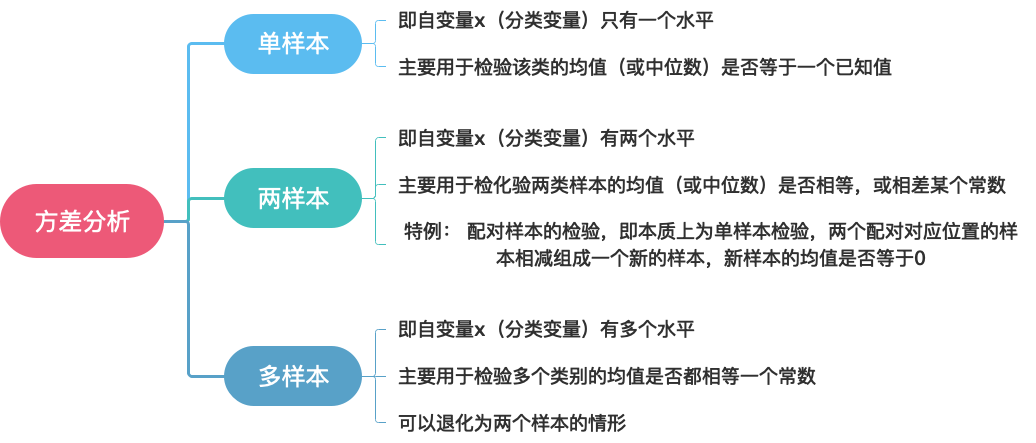 方差分析
单样本
即自变量x（分类变量）只有一个水平
主要用于检验该类的均值（或中位数）是否等于一个已知值
两样本
即自变量x（分类变量）有两个水平
主要用于检化验两类样本的均值（或中位数）是否相等，或相差某个常数
特例： 配对样本的检验，即本质上为单样本检验，两个配对对应位置的样
本相减组成一个新的样本，新样本的均值是否等于0
多样本
即自变量x（分类变量）有多个水平
主要用于检验多个类别的均值是否都相等一个常数
可以退化为两个样本的情形